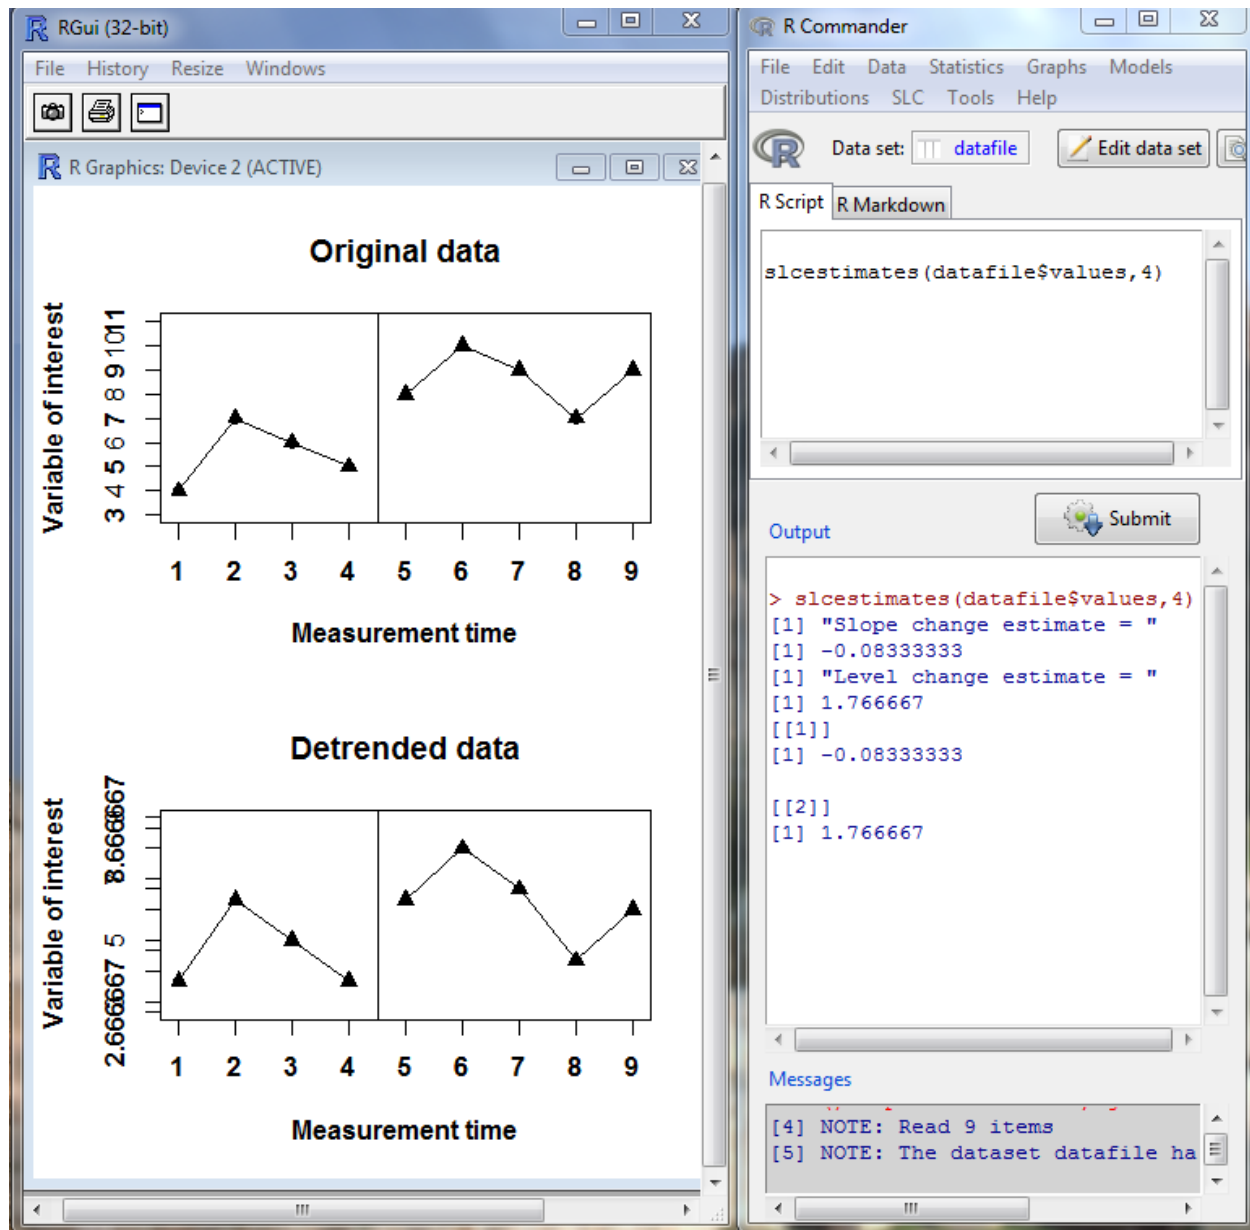 RGui (32-bit)
File History Resize Windows
R Graphics: Device 2 (ACTIVE)
Original data
Variable of interest
3 4 5 6 7 8 9 10 11
1 2 3 4 5 6 7 8 9
Measurement time
Detrended data
Variable of interest
5
1 2 3 4 5 6 7 8 9
Measurement time
R Commander
File Edit Data Statistics Graphs Models
Distributions SLC Tools Help
R Data set: datafile Edit data set
R Script R Markdown
slcestimates(datafile$values,4)
Submit
Output
> slcestimates(datafile$values,4)
[1] "Slope change estimate = "
[1] -0.08333333
[1] "Level change estimate = "
[1] 1.766667
[[1]]
[1] -0.08333333
[[2]]
[1] 1.766667
Messages
[4] NOTE: Read 9 items
[5] NOTE: The dataset datafile ha